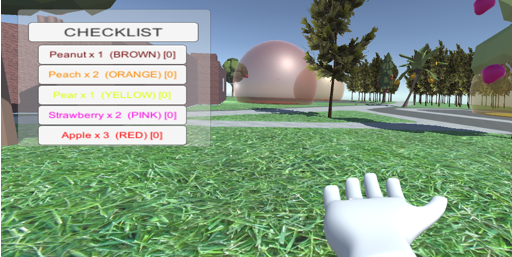 CHECKLIST
Peanut x 1 (BROWN) [0]
Peach x 2 (ORANGE) [0]
Pear x 1 (YELLOW) [0]
Strawberry x 2 (PINK) [0]
Apple x 3 (RED) [0]